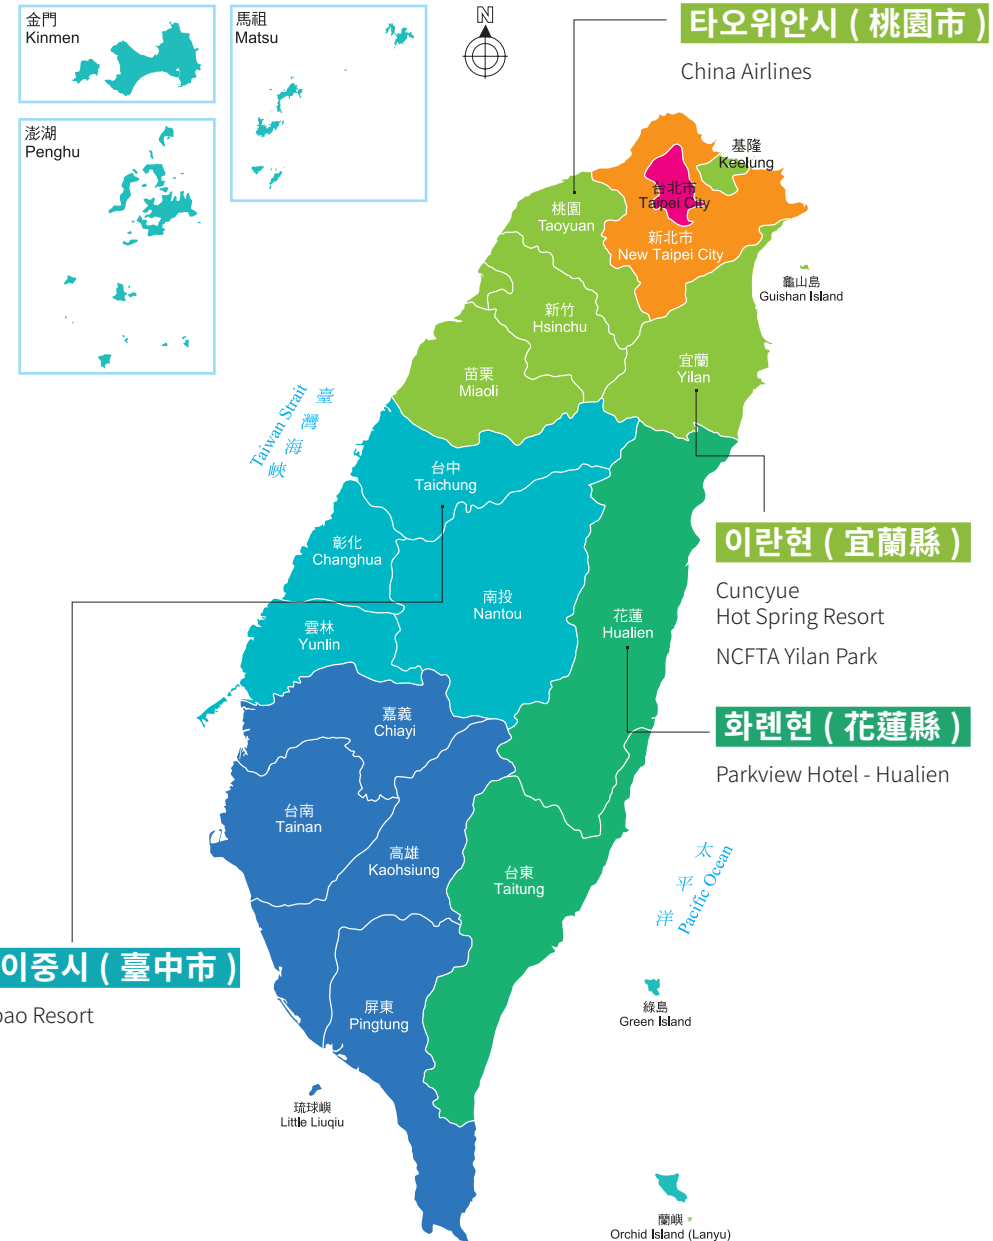 金門
Kinmen
馬祖
Matsu
N
타오위안시 ( 桃園市 )
China Airlines
澎湖
Penghu
基隆
Keelung
台北市
Taipei City
桃園
Taoyuan
新北市
New Taipei City
龜山島
Guishan Island
新竹
Hsinchu
宜蘭
Yilan
苗栗
Miaoli
臺灣海峽
Taiwan Strait
台中
Taichung
이란현 ( 宜蘭縣 )
Cuncyue
Hot Spring Resort
NCFTA Yilan Park
彰化
Changhua
南投
Nantou
花蓮
Hualien
雲林
Yunlin
화롄현 ( 花蓮縣 )
Parkview Hotel - Hualien
嘉義
Chiayi
台南
Tainan
高雄
Kaohsiung
台東
Taitung
太平洋
Pacific Ocean
이중시 ( 臺中市 )
bao Resort
綠島
Green Island
屏東
Pingtung
琉球嶼
Little Liuqiu
蘭嶼
Orchid Island (Lanyu)